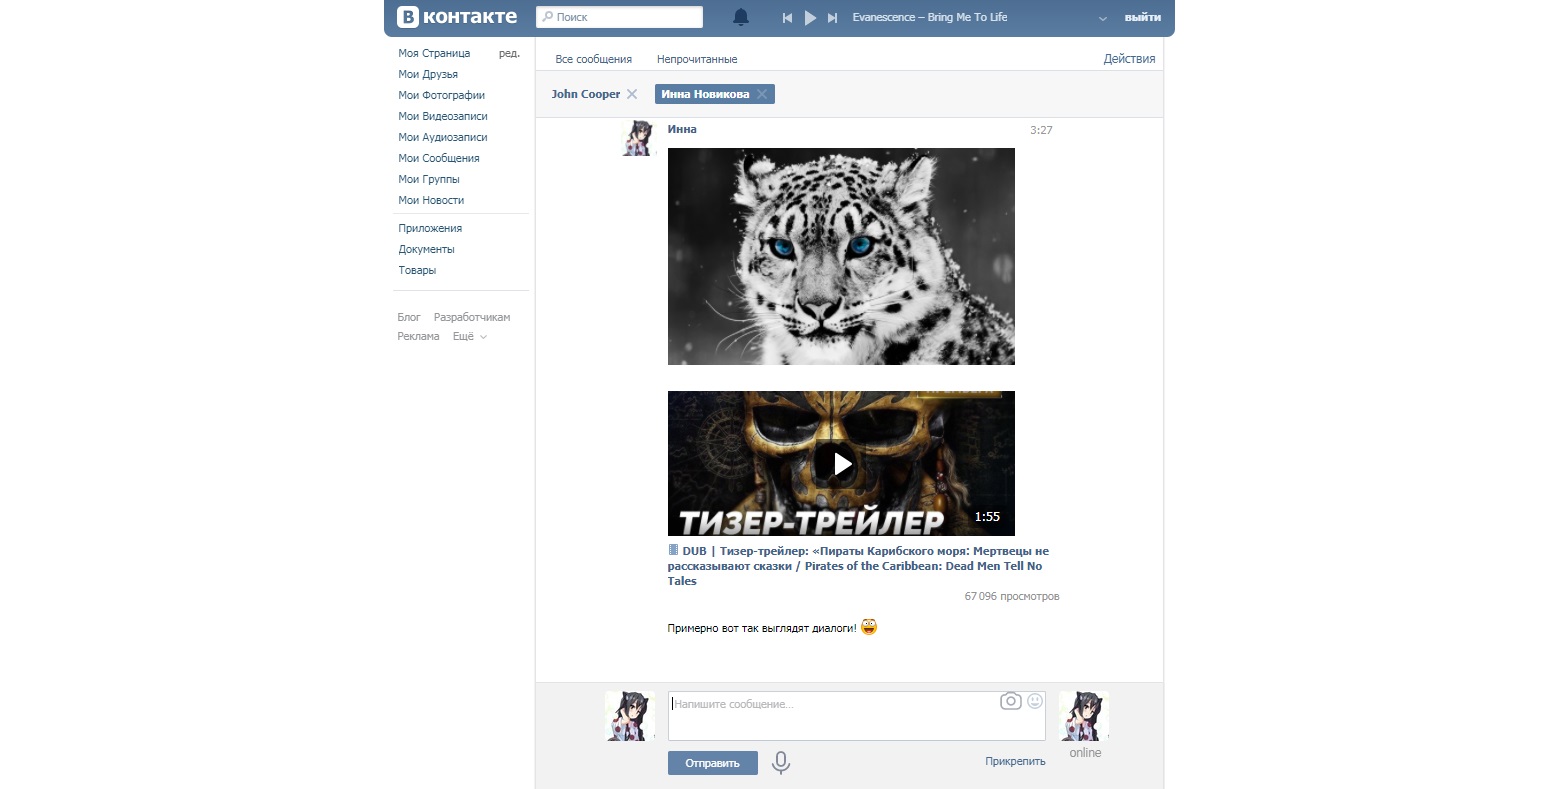 В контакте
Поиск
Evanescence – Bring Me To Life
выйти
Моя Страница
ред.
Мои Друзья
Мои Фотографии
Мои Видеозаписи
Мои Аудиозаписи
Мои Сообщения
Мои Группы
Мои Новости
Приложения
Документы
Товары
Блог Разработчикам
Реклама Ещё
Все сообщения Непрочитанные Действия
John Cooper Инна Новикова
Инна 3:27
ТИЗЕР-ТРЕЙЛЕР 1:55
DUB | Тизер-трейлер: «Пираты Карибского моря: Мертвецы не
рассказывают сказки / Pirates of the Caribbean: Dead Men Tell No
Tales
67 096 просмотров
Примерно вот так выглядят диалоги!
Напишите сообщение...
online
Отправить Прикрепить